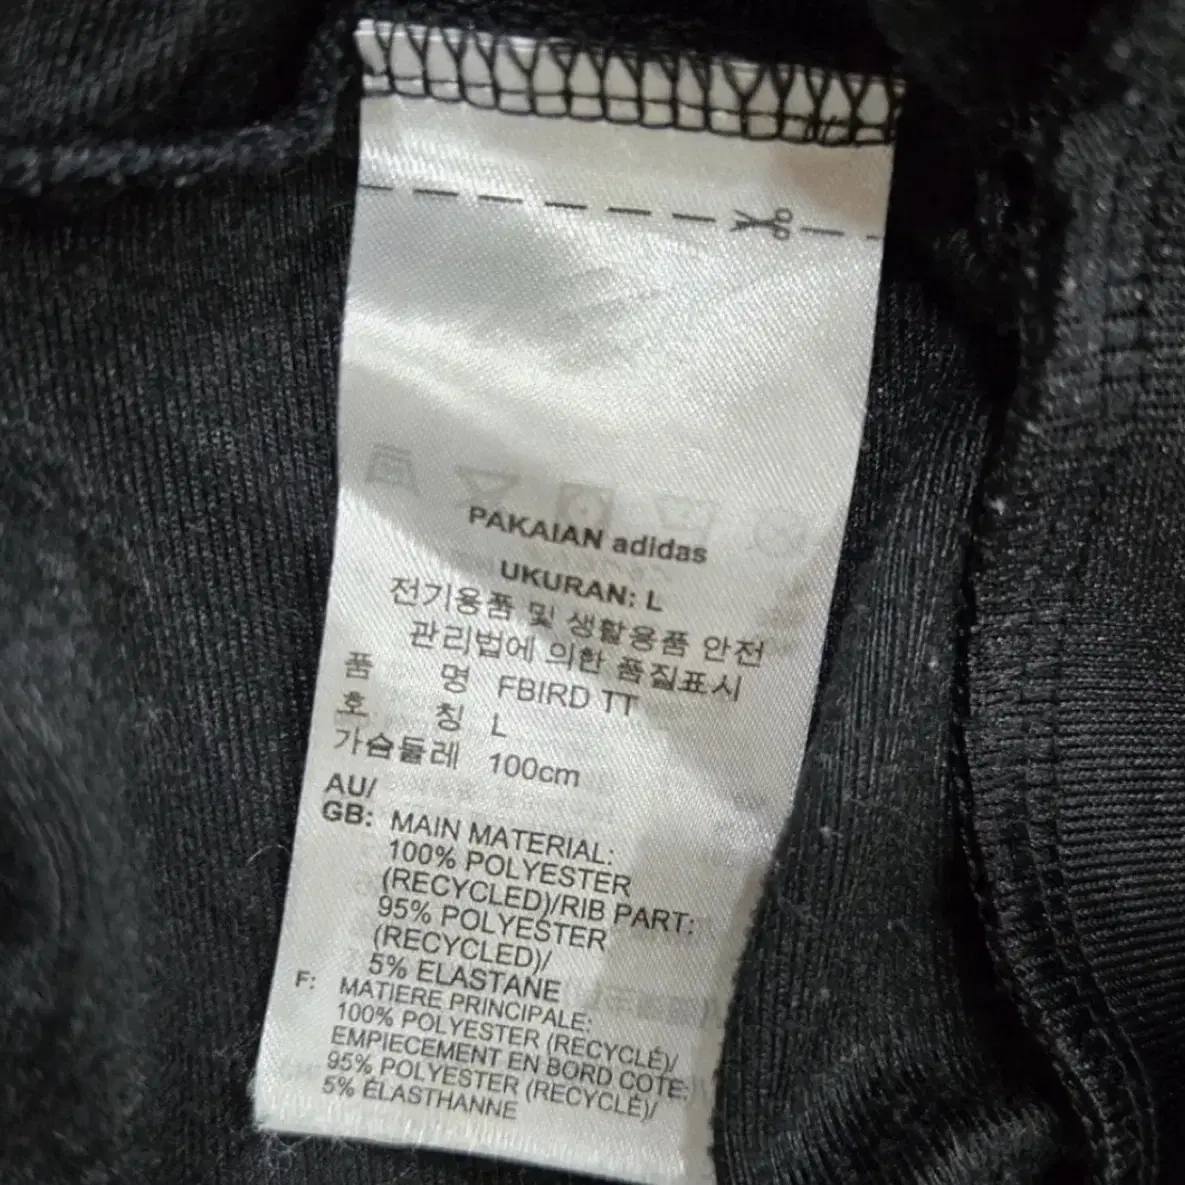 PAKAIAN adidas
UKURAN: L
전기용품 및 생활용품 안전
관리법에 의한 품질표시
품 명 FBIRD TT
호 칭 L
가슴둘레 100cm
AU/
GB: MAIN MATERIAL:
100% POLYESTER
(RECYCLED)/RIB PART:
95% POLYESTER
(RECYCLED)/
5% ELASTANE
F: MATIERE PRINCIPALE:
100% POLYESTER (RECYCLÉ)/
EMPIECEMENT EN BORD COTE:
95% POLYESTER (RECYCLÉ)/
5% ÉLASTHANNE